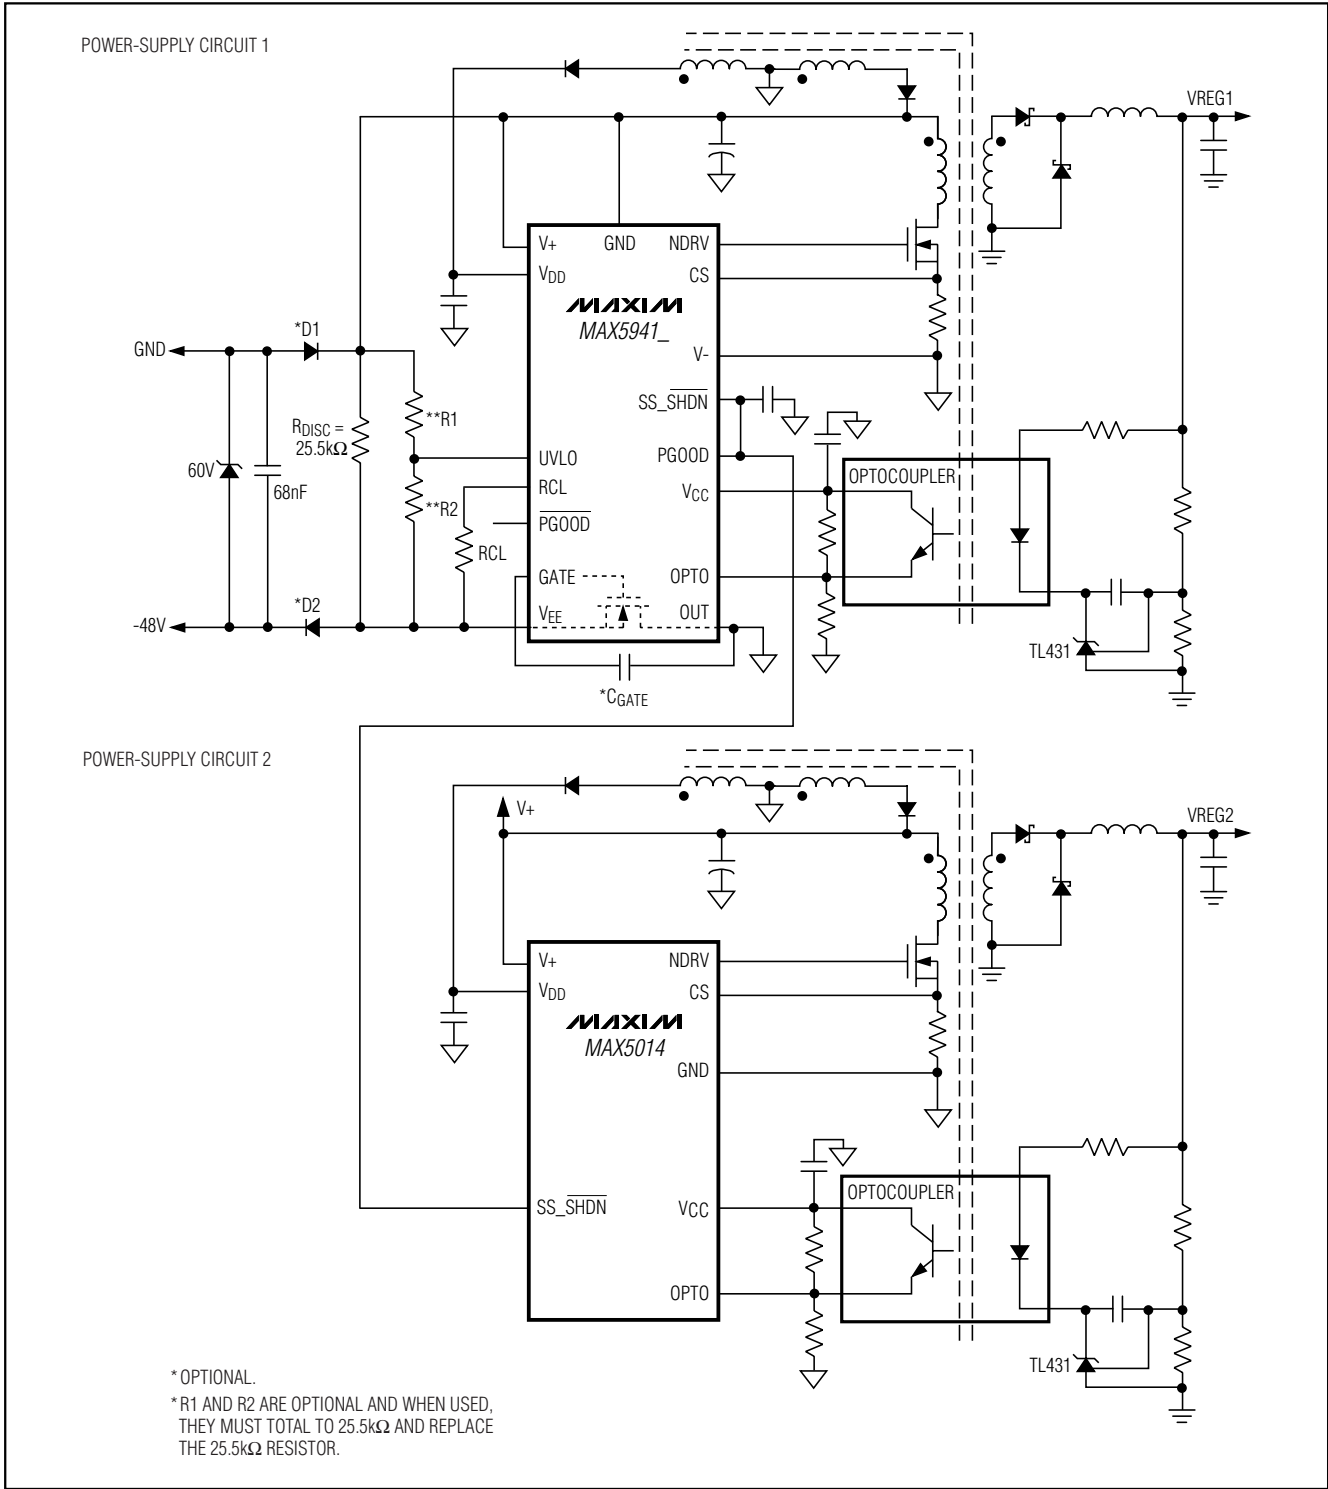 POWER-SUPPLY CIRCUIT 1
VREG1
V+
GND
NDRV
VDD
CS
MAXIM
MAX5941_
*D1
GND
V-
SS_SHDN
**R1
RDISC =
25.5kΩ
PGOOD
UVLO
OPTOCOUPLER
60V
68nF
RCL
VCC
**R2
PGOOD
RCL
GATE
OPTO
*D2
VEE
OUT
-48V
TL431
*CGATE
POWER-SUPPLY CIRCUIT 2
V+
VREG2
V+
NDRV
VDD
CS
MAXIM
MAX5014
GND
OPTOCOUPLER
SS_SHDN
VCC
OPTO
TL431
* OPTIONAL.
*R1 AND R2 ARE OPTIONAL AND WHEN USED,
THEY MUST TOTAL TO 25.5kΩ AND REPLACE
THE 25.5kΩ RESISTOR.